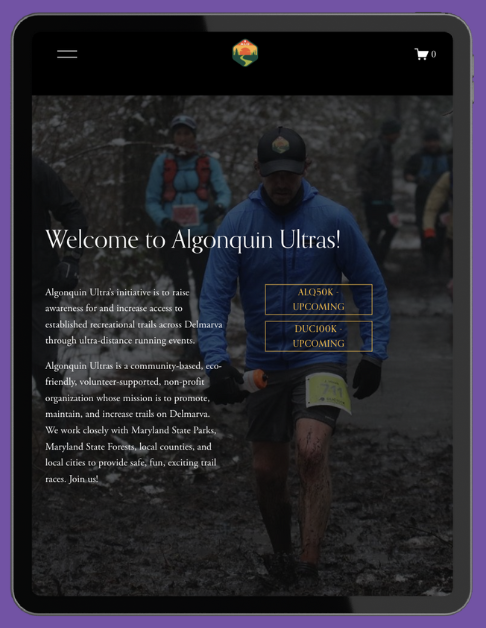 0
Welcome to Algonquin Ultras!
Algonquin Ultra's initiative is to raise
awareness for and increase access to
established recreational trails across Delmarva
through ultra-distance running events.
Algonquin Ultras is a community-based, eco-
friendly, volunteer-supported, non-profit
organization whose mission is to promote,
maintain, and increase trails on Delmarva.
We work closely with Maryland State Parks,
Maryland State Forests, local counties, and
local cities to provide safe, fun, exciting trail
races. Join us!
ALQ50K -
UPCOMING
DUC100K -
UPCOMING